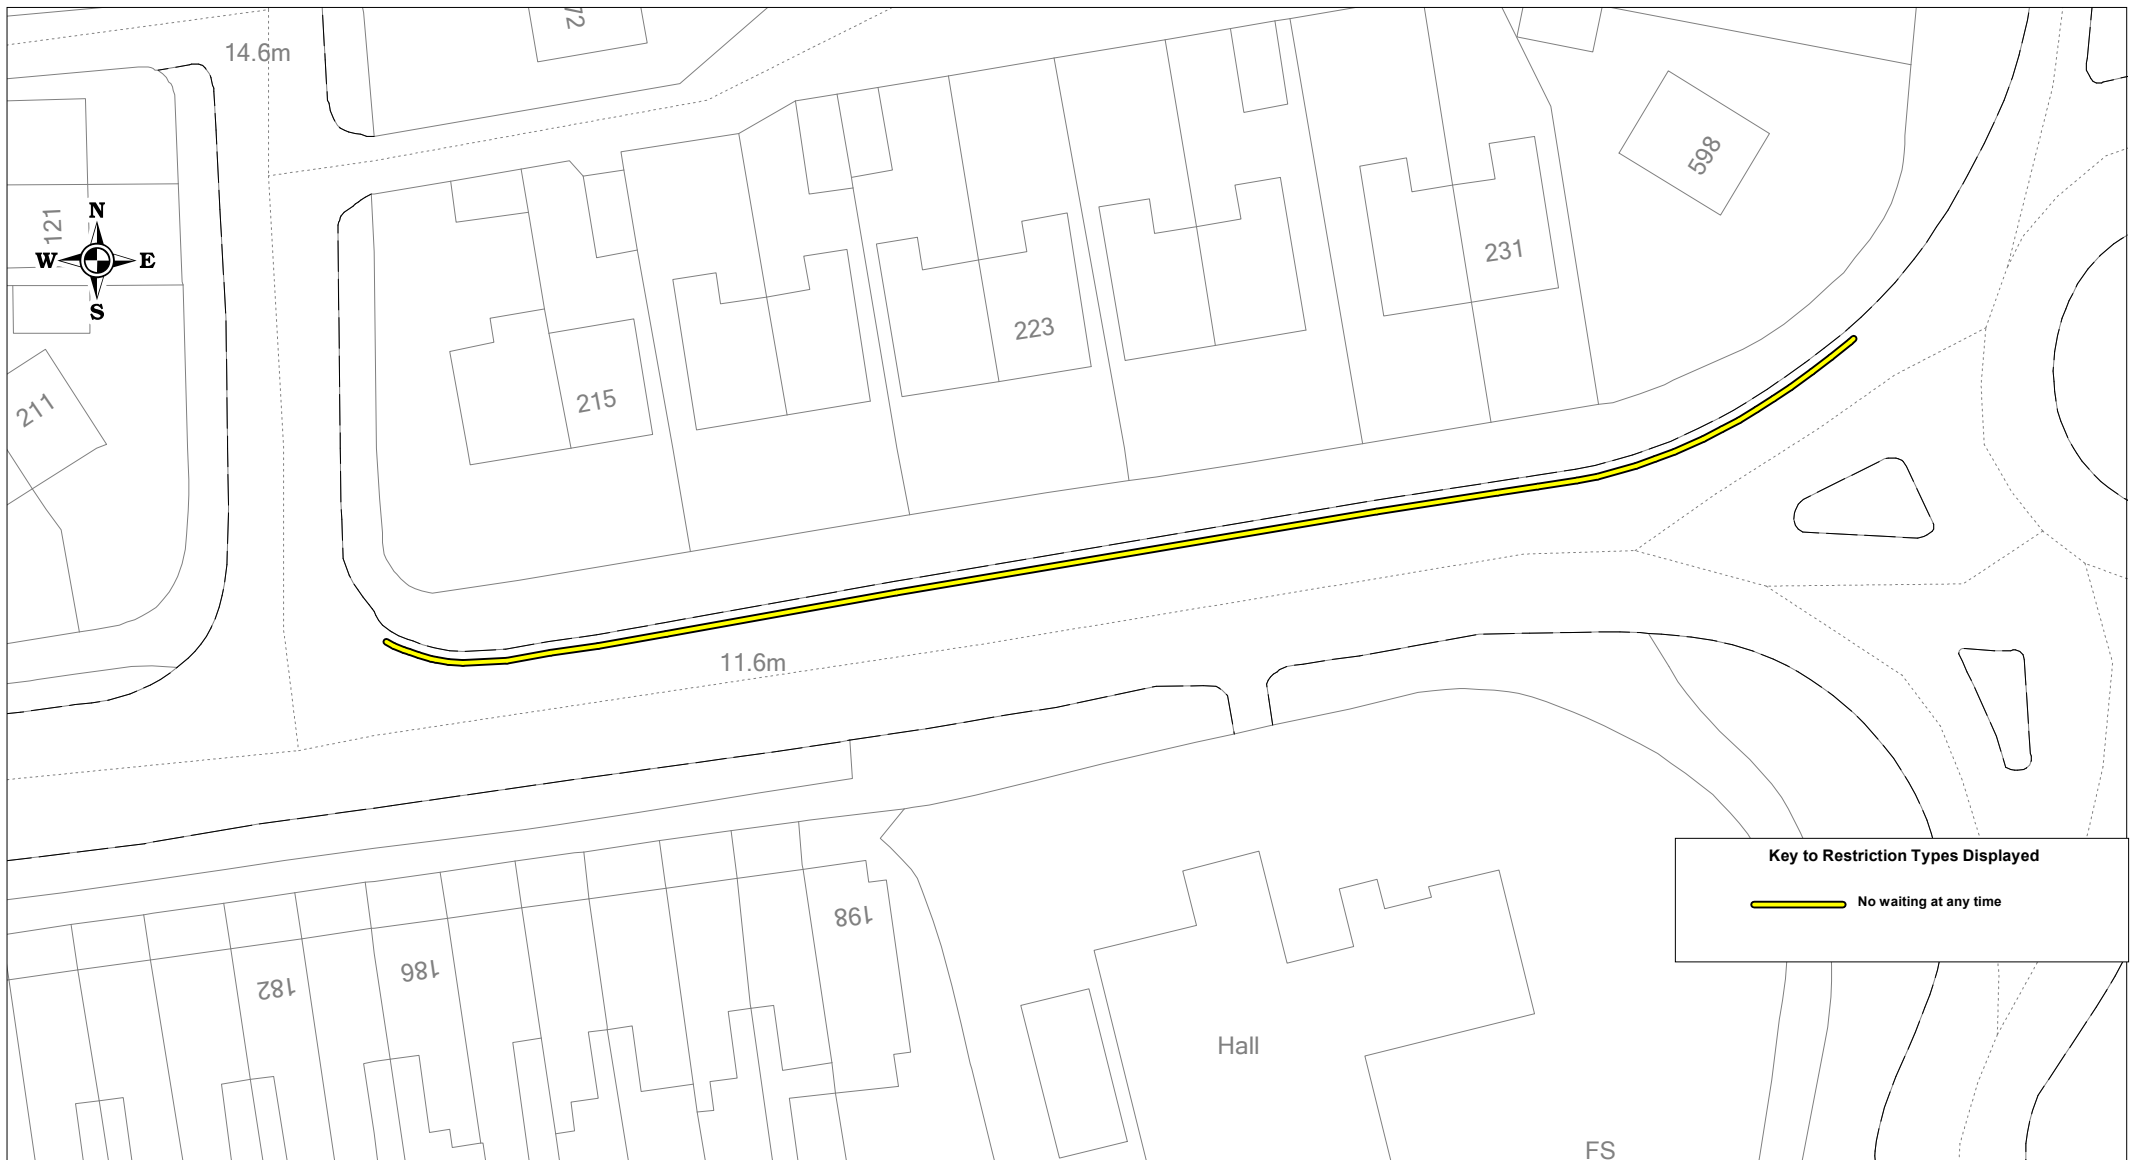 72
14.6m
598
121
N
W E
S
231
223
211
215
11.6m
Key to Restriction Types Displayed
No waiting at any time
198
186
182
Hall
FS